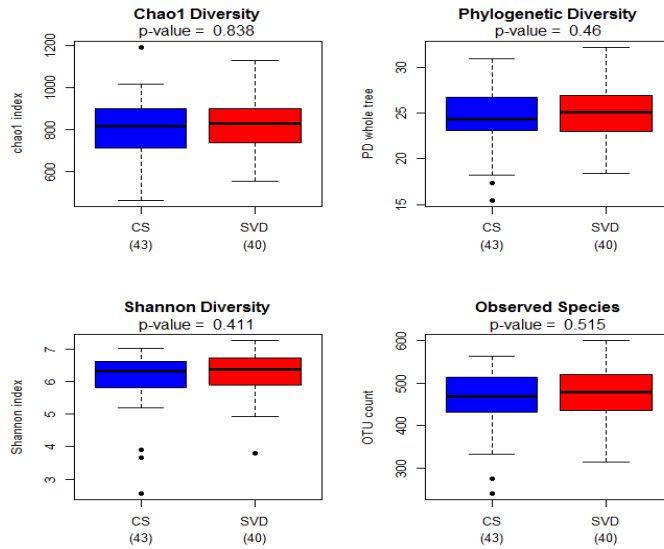 Chao1 Diversity
p-value = 0.838
chao1 index
1200
1000
800
600
CS
(43)
SVD
(40)
Phylogenetic Diversity
p-value = 0.46
PD whole tree
30
25
20
15
CS
(43)
SVD
(40)
Shannon Diversity
p-value = 0.411
Shannon index
7
6
5
4
3
CS
(43)
SVD
(40)
Observed Species
p-value = 0.515
OTU count
600
500
400
300
CS
(43)
SVD
(40)